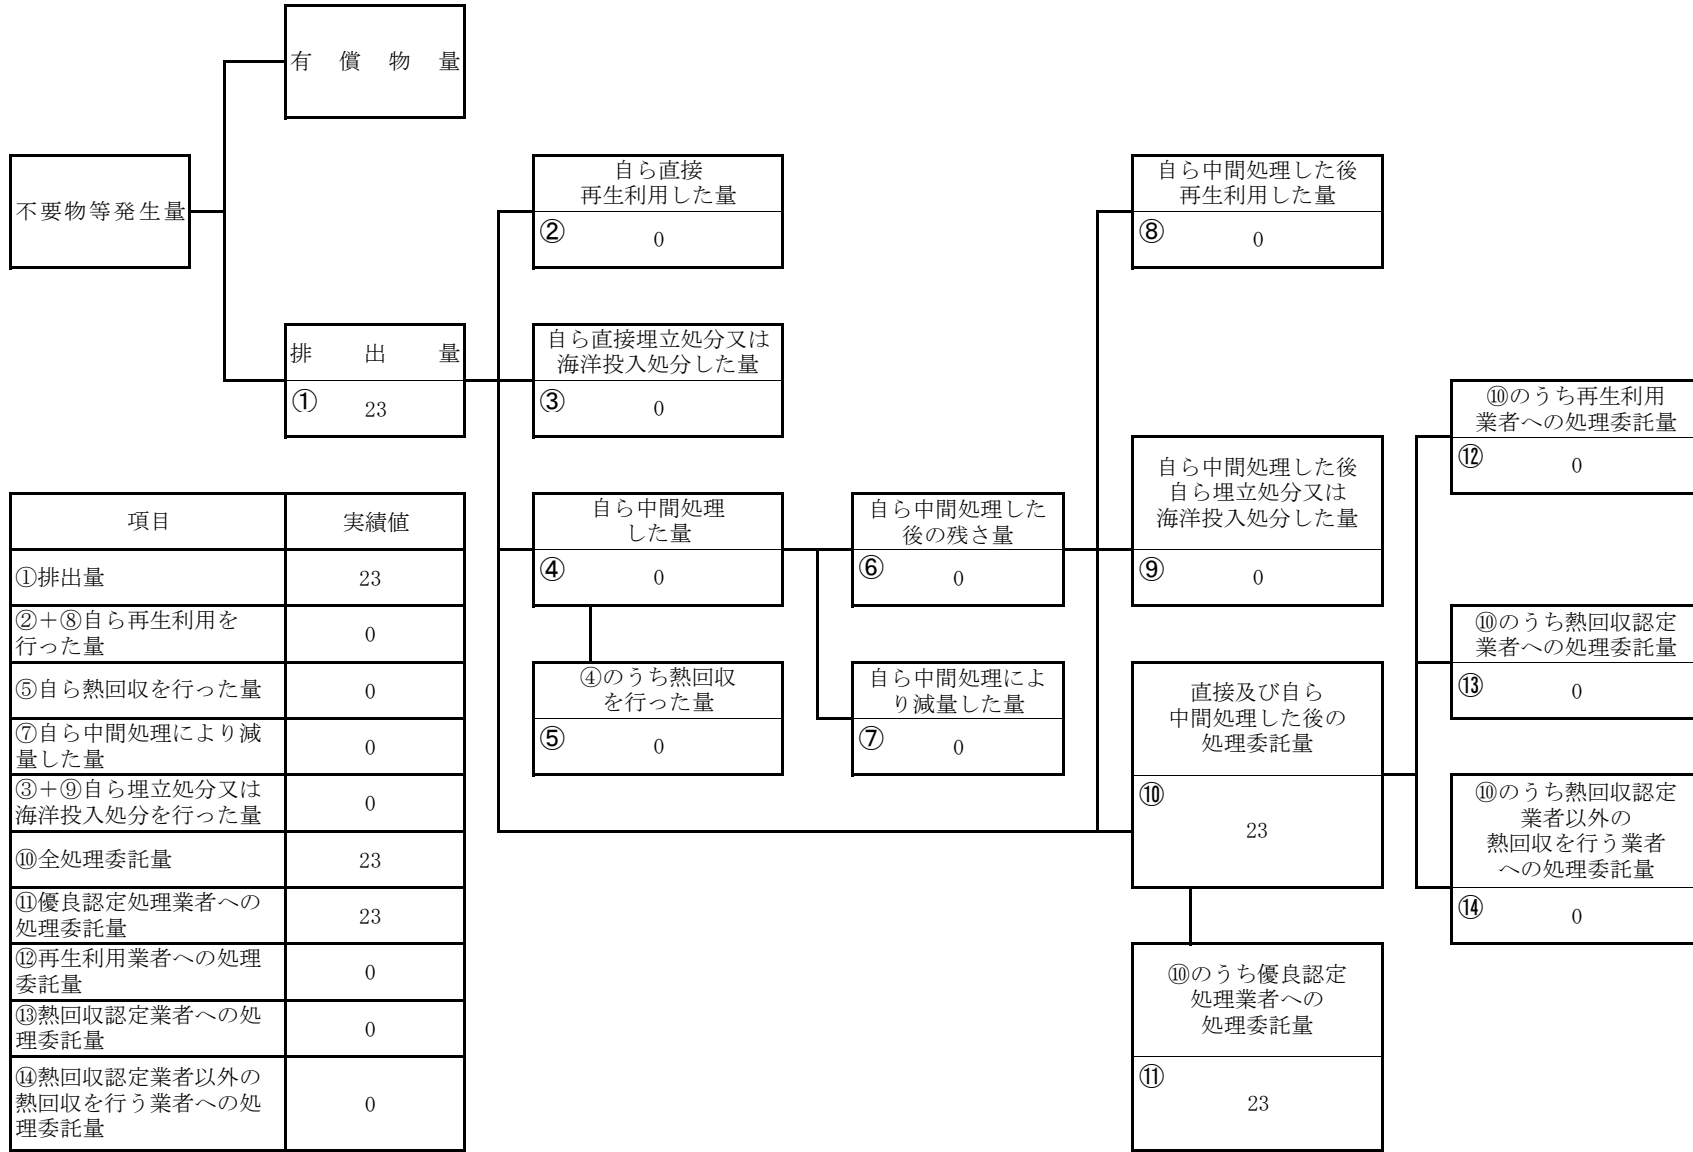 有償物量
不要物等発生量
自ら直接
再生利用した量
② 0
自ら中間処理した後
再生利用した量
⑧ 0
排出量
① 23
自ら直接埋立処分又は
海洋投入処分した量
③ 0
⑩のうち再生利用
業者への処理委託量
⑫ 0
自ら中間処理
した量
④ 0
自ら中間処理した
後の残さ量
⑥ 0
自ら中間処理した後
自ら埋立処分又は
海洋投入処分した量
⑨ 0
④のうち熱回収
を行った量
⑤ 0
自ら中間処理によ
り減量した量
⑦ 0
直接及び自ら
中間処理した後の
処理委託量
⑩
23
⑩のうち熱回収認定
業者への処理委託量
⑬ 0
⑩のうち熱回収認定
業者以外の
熱回収を行う業者
への処理委託量
⑭ 0
⑩のうち優良認定
処理業者への
処理委託量
⑪
23
項目 実績値
①排出量 23
②＋⑧自ら再生利用を
行った量 0
⑤自ら熱回収を行った量 0
⑦自ら中間処理により減
量した量 0
③＋⑨自ら埋立処分又は
海洋投入処分を行った量 0
⑩全処理委託量 23
⑪優良認定処理業者への
処理委託量 23
⑫再生利用業者への処理
委託量 0
⑬熱回収認定業者への処
理委託量 0
⑭熱回収認定業者以外の
熱回収を行う業者への処
理委託量 0